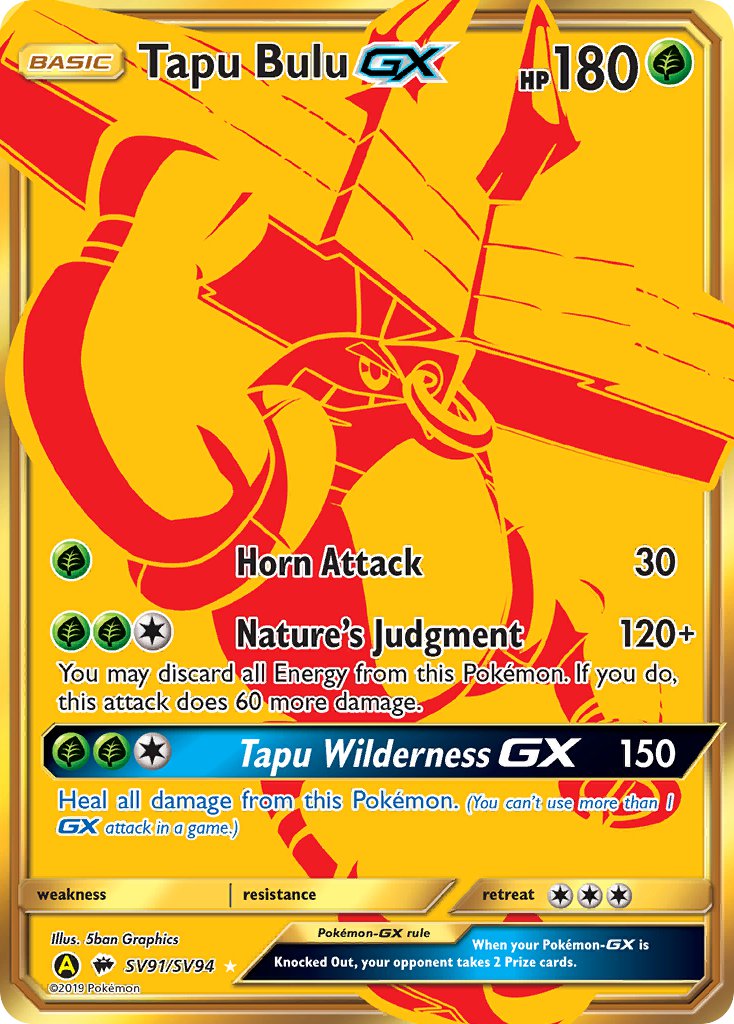 BASIC Tapu Bulu GX HP 180
Horn Attack 30
Nature's Judgment 120+
You may discard all Energy from this Pokémon. If you do,
this attack does 60 more damage.
Tapu Wilderness GX 150
Heal all damage from this Pokémon. (You can't use more than 1
GX attack in a game.)
weakness resistance retreat
Illus. 5ban Graphics
A SV91/SV94
©2019 Pokémon
Pokémon-GX rule
When your Pokémon-GX is
Knocked Out, your opponent takes 2 Prize cards.